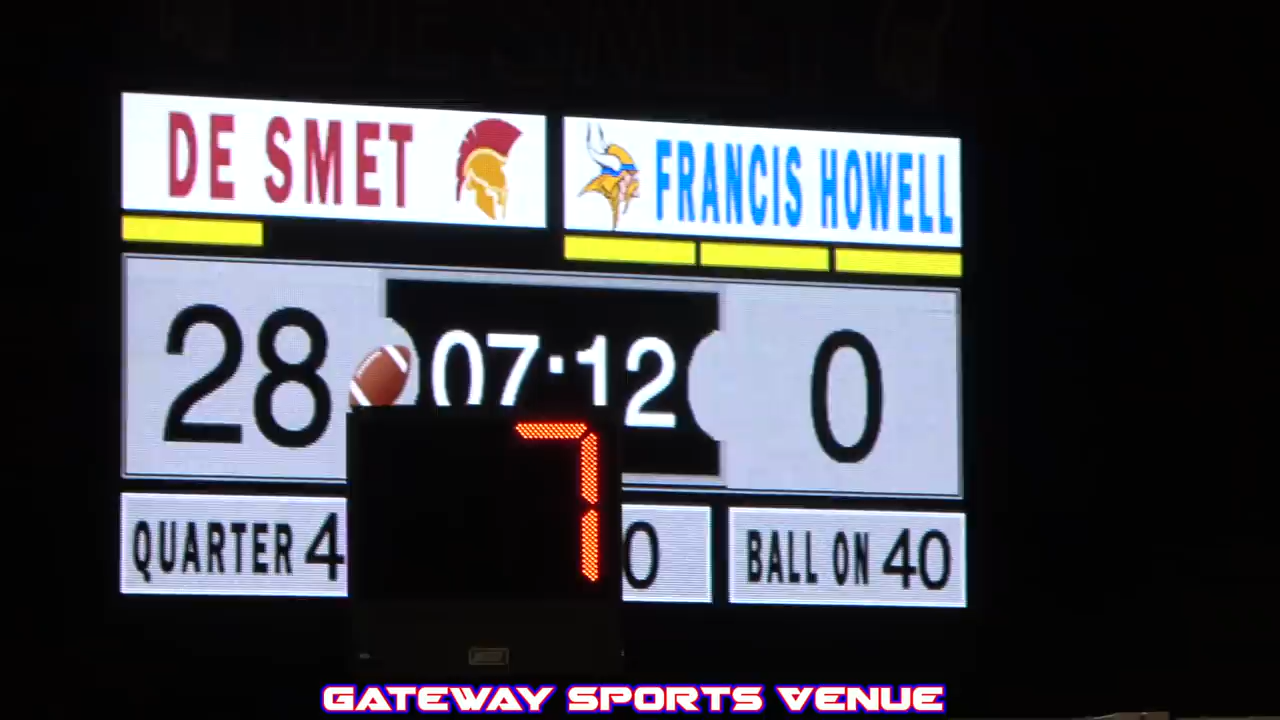 DE SMET
FRANCIS HOWELL
28
07:12
0
7
QUARTER 4
0
BALL ON 40
GATEWAY SPORTS VENUE